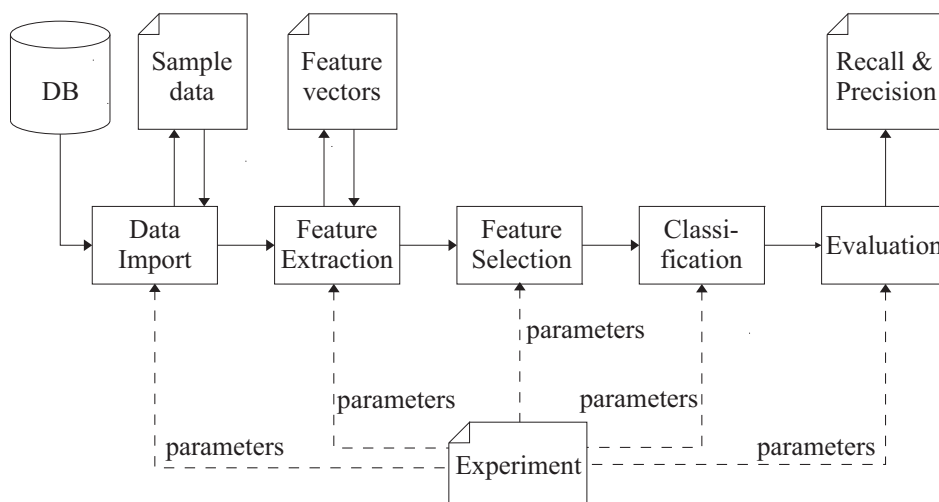 DB
Sample
data
Feature
vectors
Recall &
Precision
Data
Import
Feature
Extraction
Feature
Selection
Classi-
fication
Evaluation
parameters
parameters
parameters
parameters
parameters
Experiment